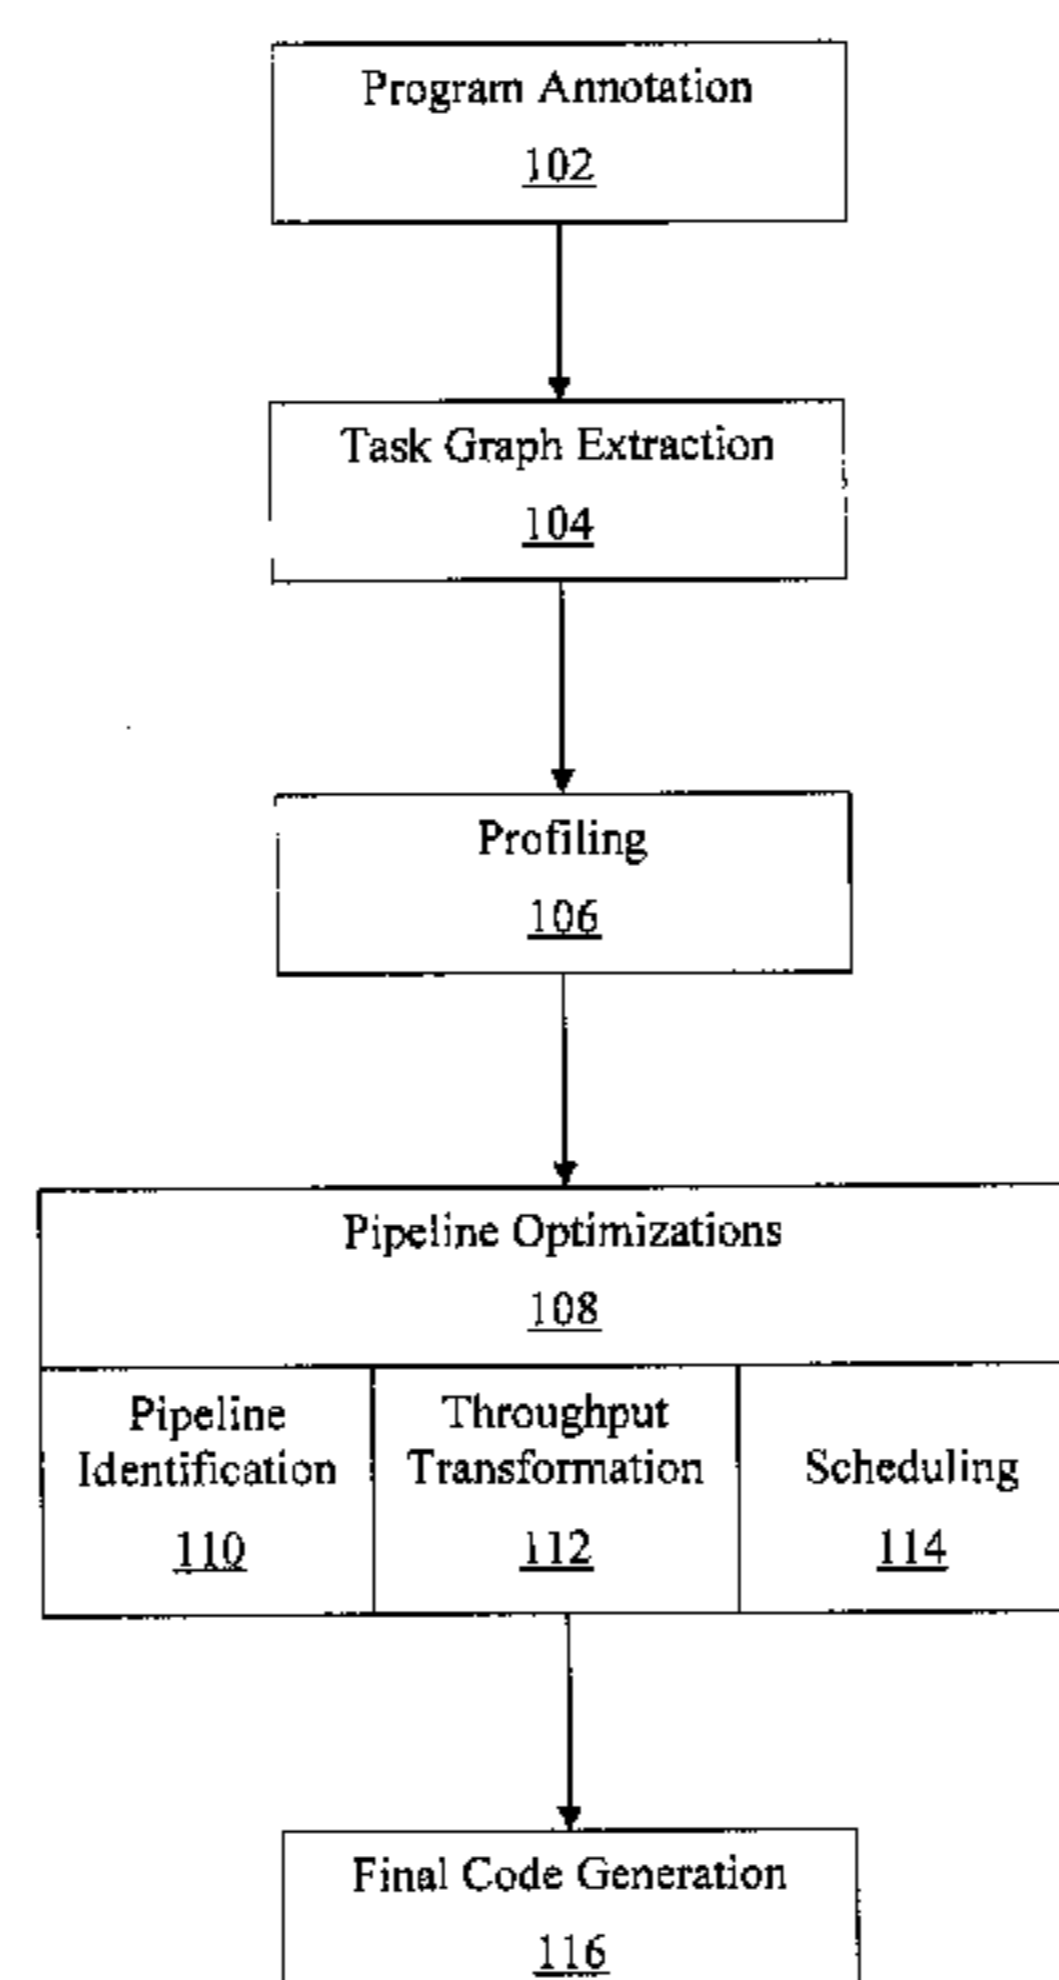 Program Annotation
102
Task Graph Extraction
104
Profiling
106
Pipeline Optimizations
108
Pipeline
Identification
110
Throughput
Transformation
112
Scheduling
114
Final Code Generation
116